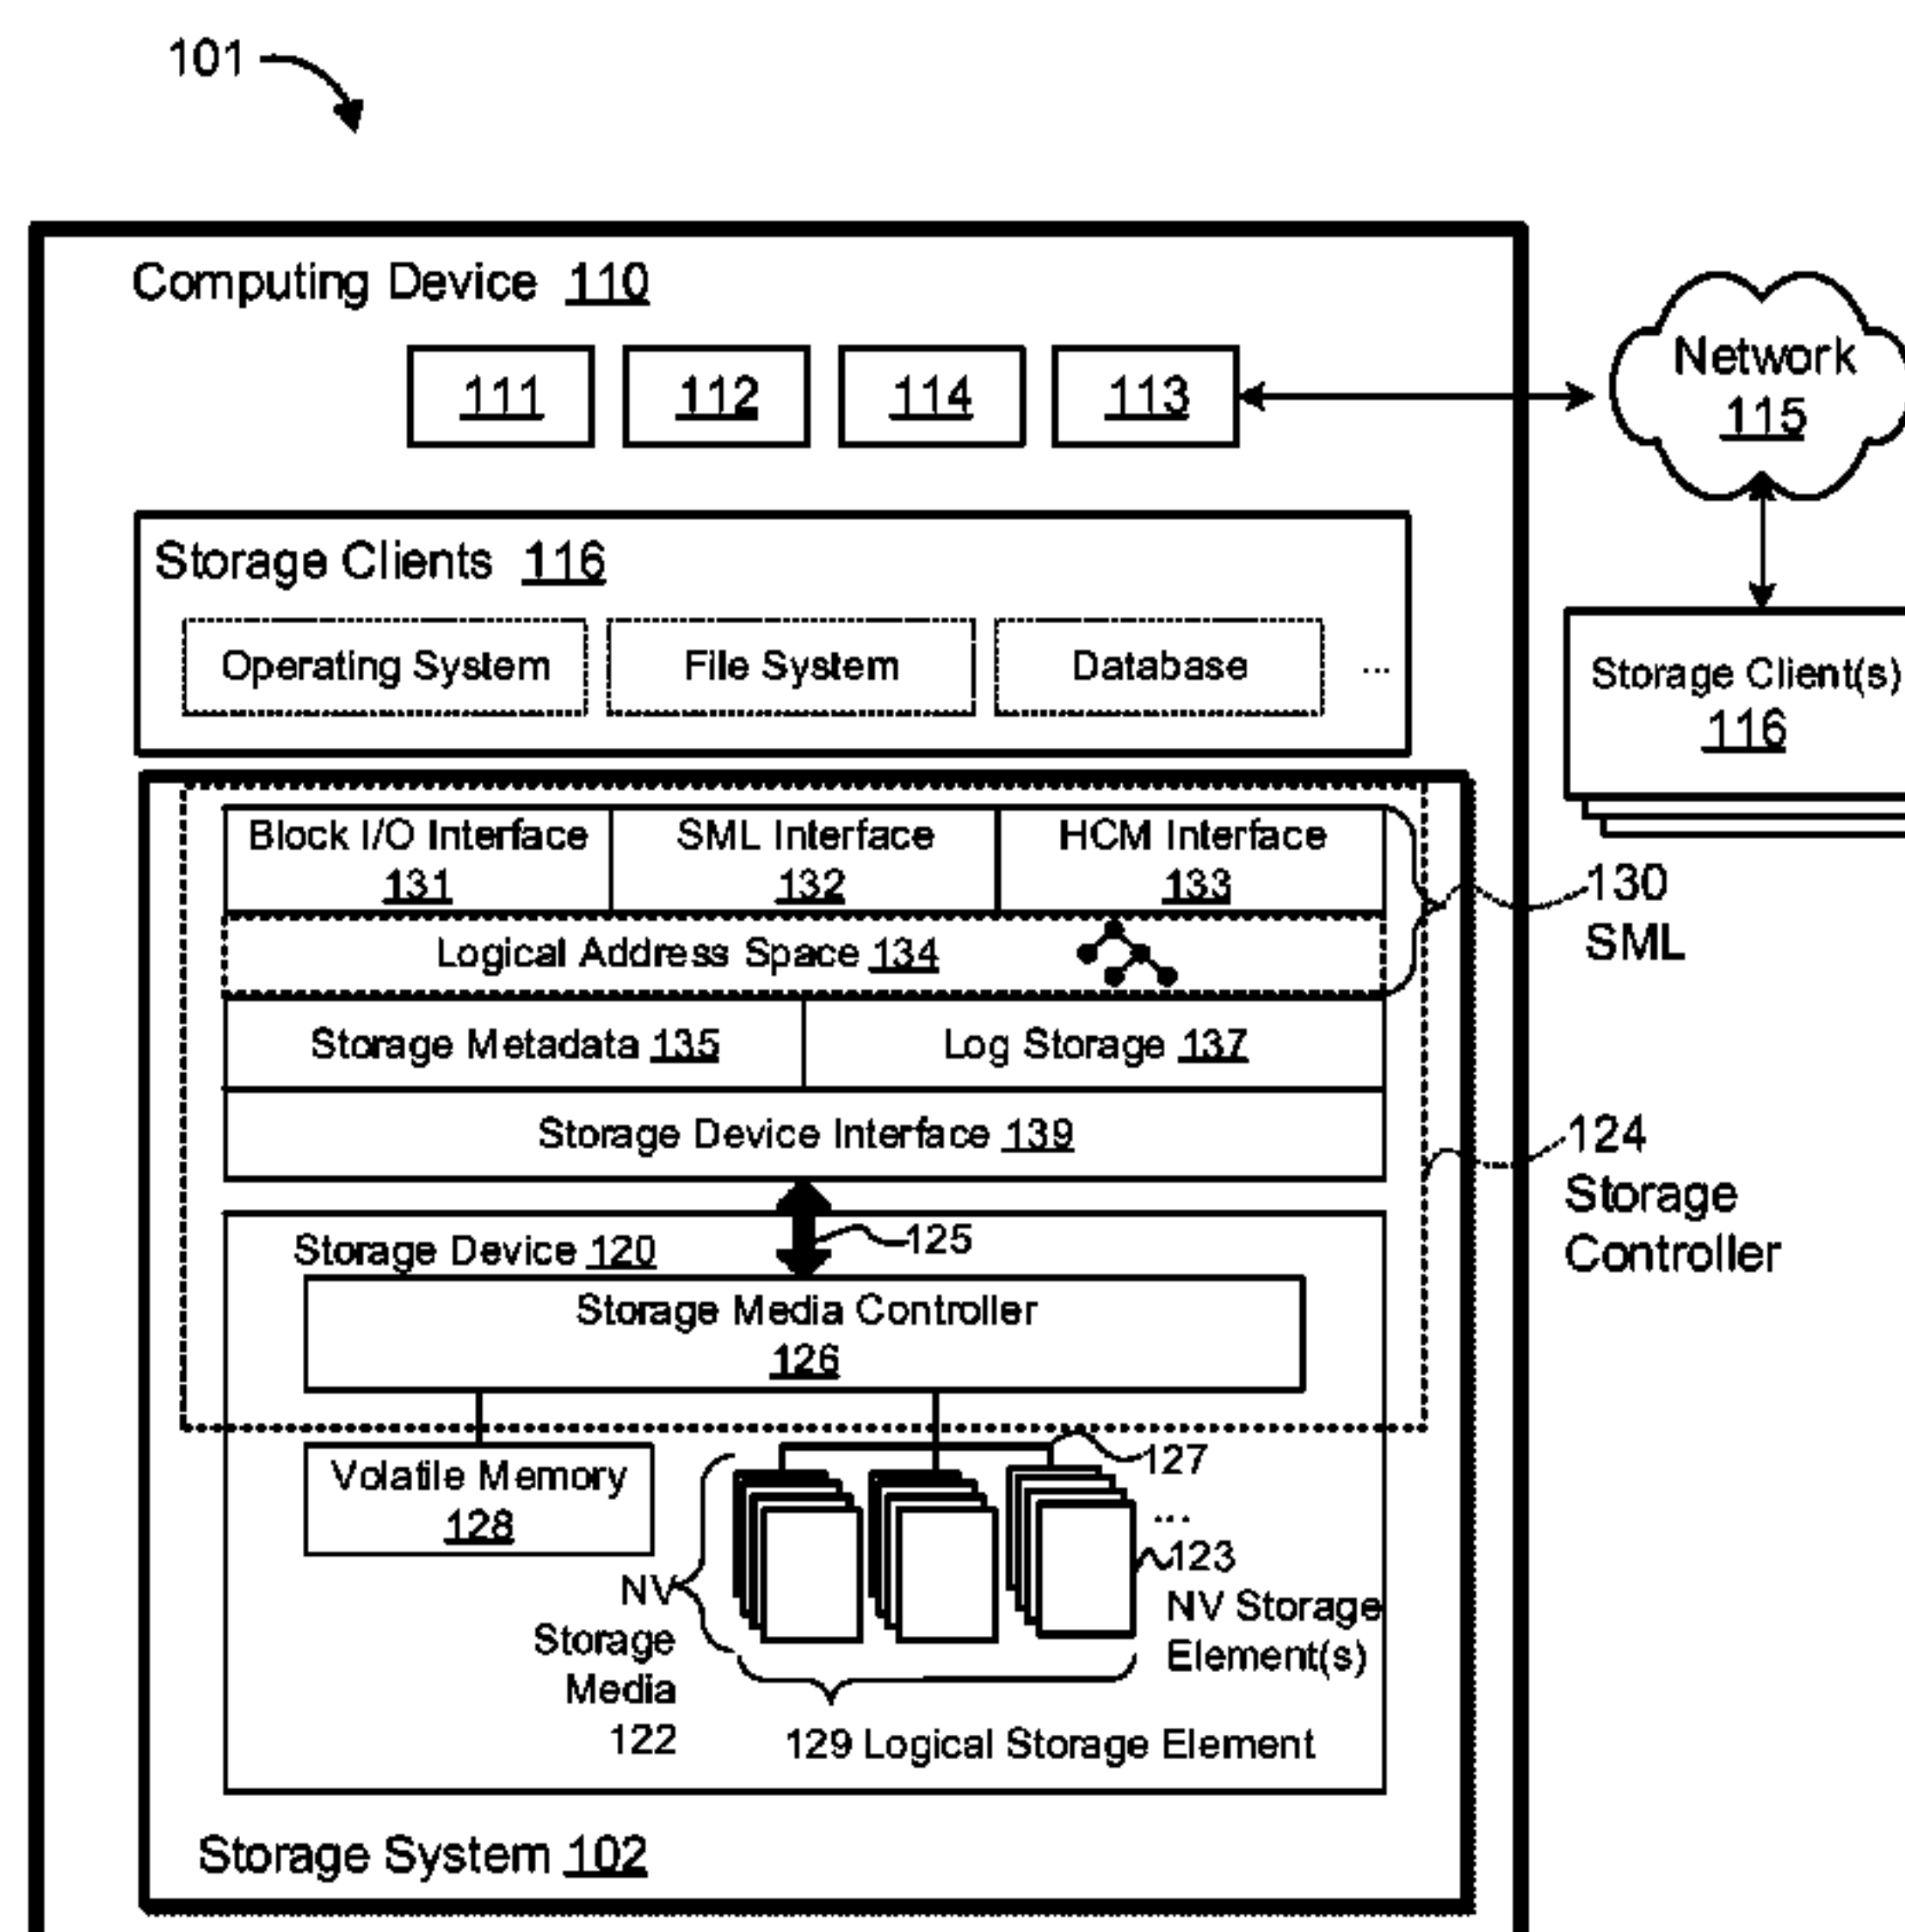 101
Computing Device 110
111
112
114
113
Network
115
Storage Clients 116
Operating System
File System
Database
...
Storage Client(s)
116
Block I/O Interface
131
SML Interface
132
HCM Interface
133
130
SML
Logical Address Space 134
Storage Metadata 135
Log Storage 137
Storage Device Interface 139
124
Storage
Controller
125
Storage Device 120
Storage Media Controller
126
127
Volatile Memory
128
...
123
NV Storage
Element(s)
NV
Storage
Media
122
129 Logical Storage Element
Storage System 102